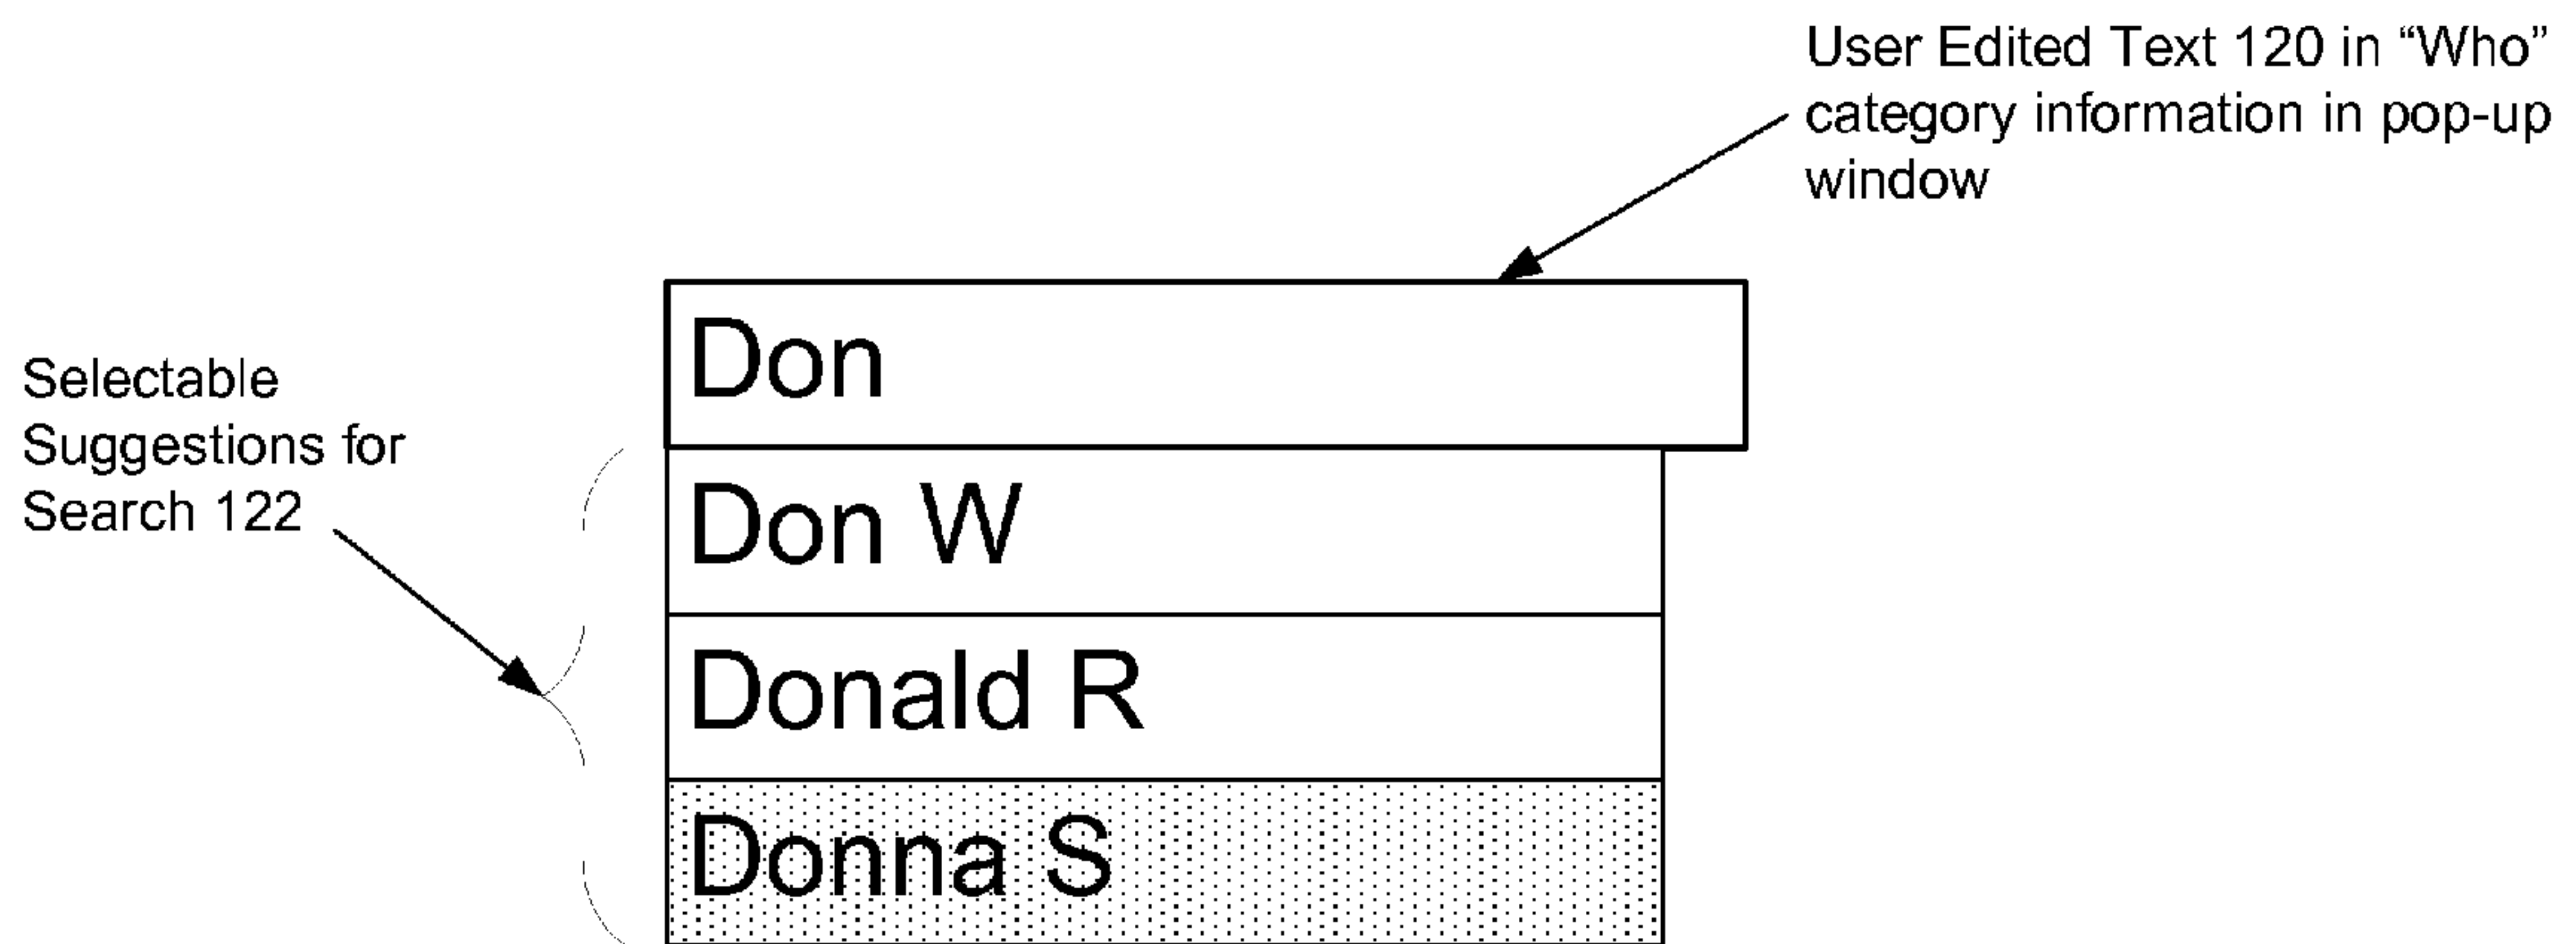 User Edited Text 120 in “Who”
category information in pop-up
window
Selectable
Suggestions for
Search 122
Don
Don W
Donald R
Donna S